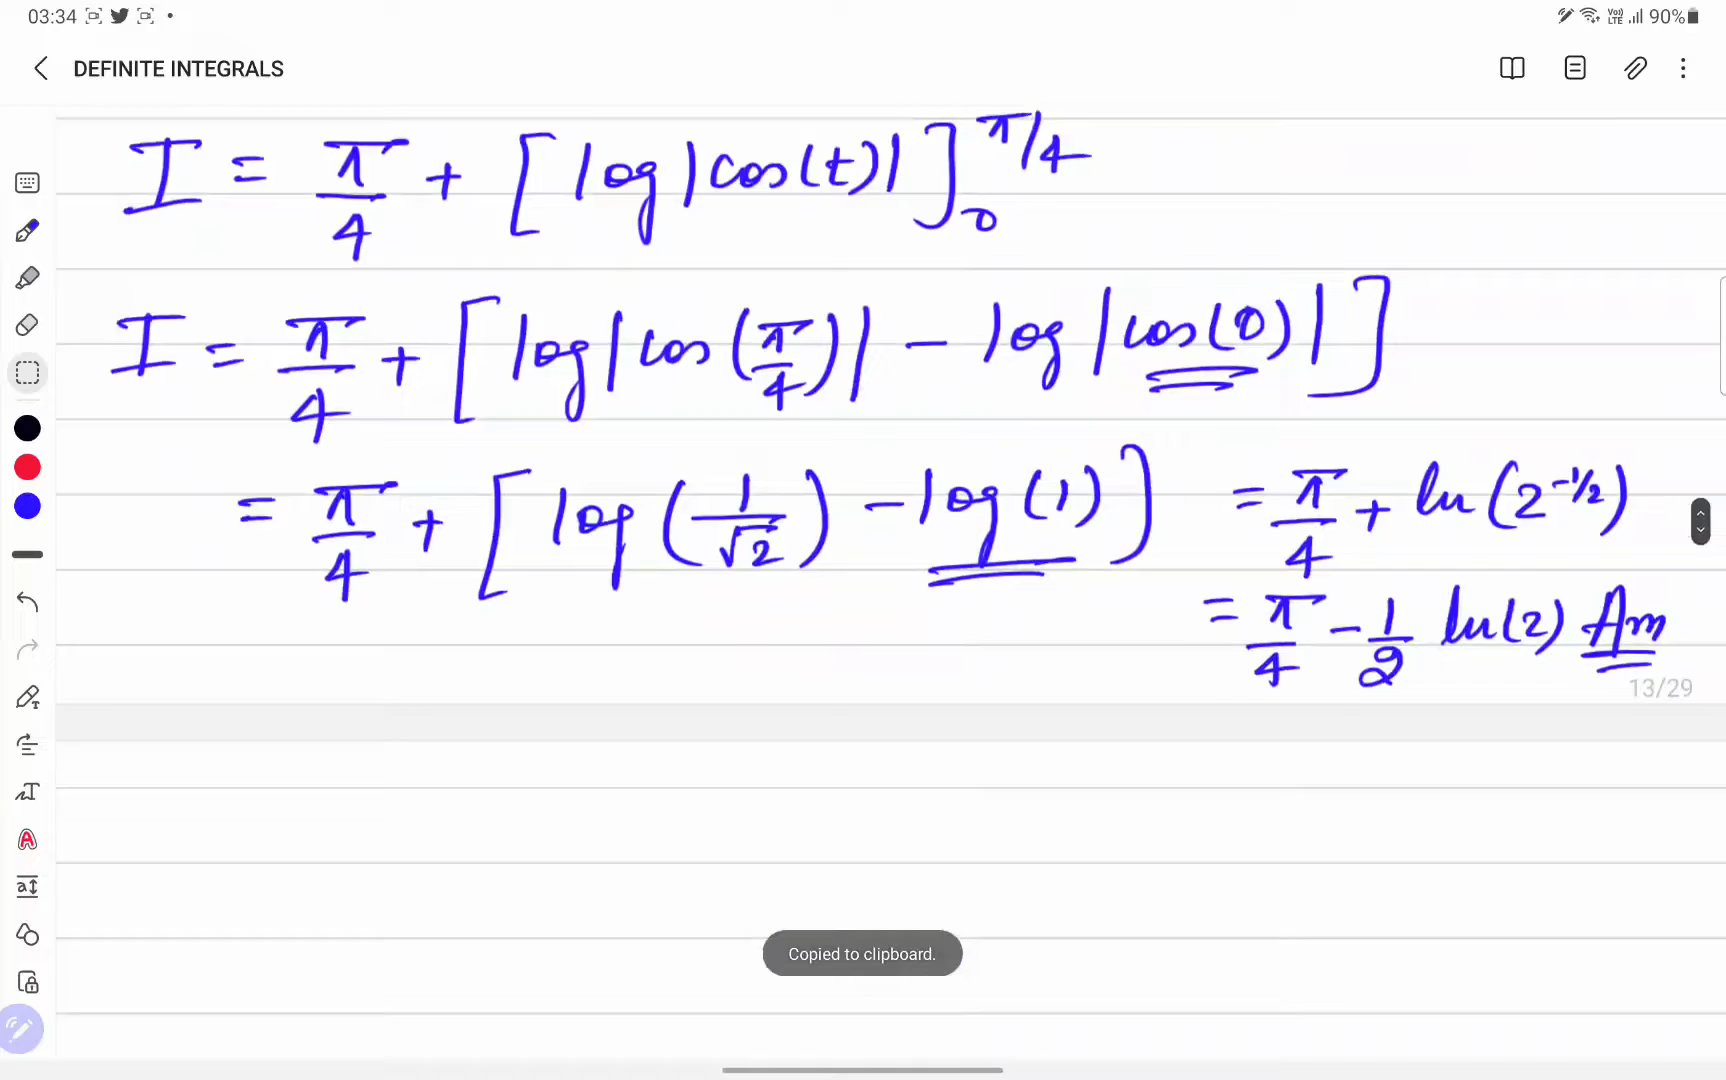 03:34
90%
DEFINITE INTEGRALS
I = π/4 + [log|cos(t)|]₀^π/4
I = π/4 + [log|cos(π/4)| - log|cos(0)|]
= π/4 + [log(1/√2) - log(1)] = π/4 + ln(2^-1/2)
= π/4 - 1/2 ln(2) Ans
13/29
Copied to clipboard.